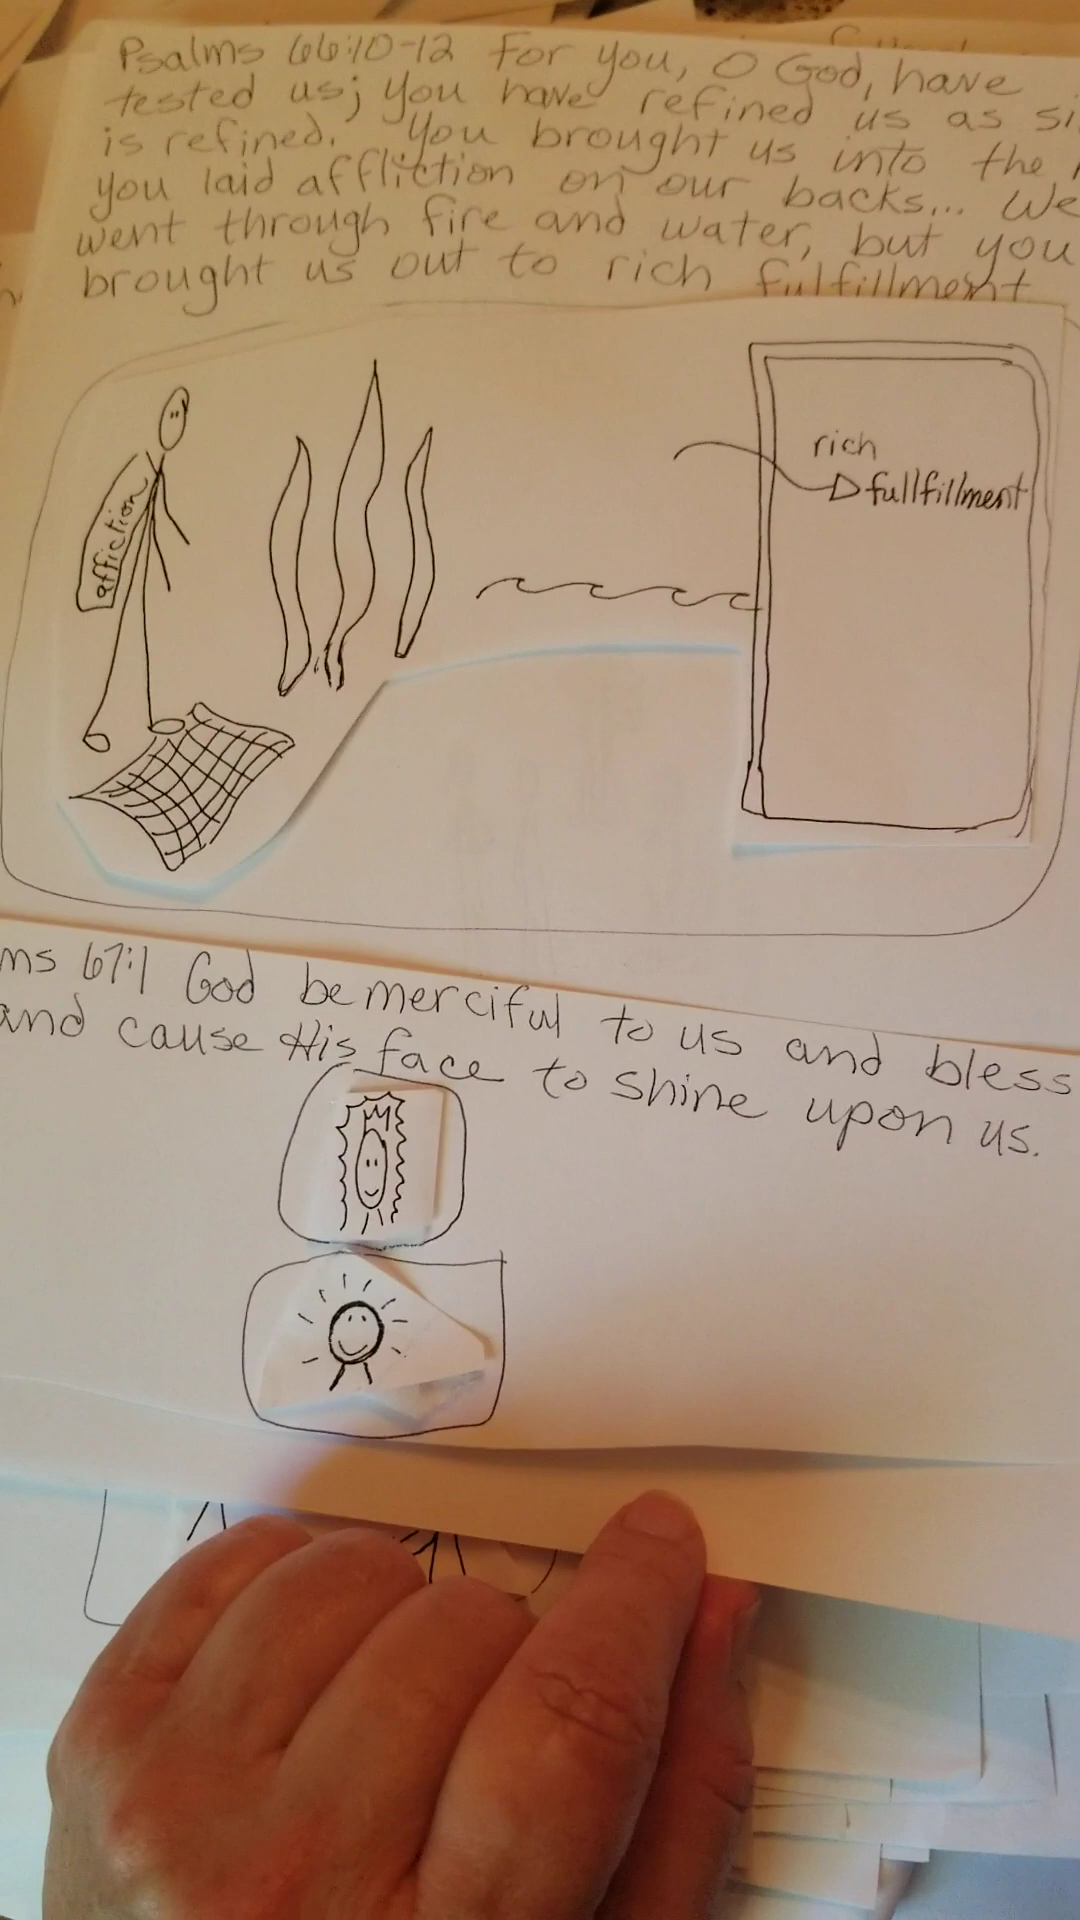 Psalms 66:10-12 For you, O God, have
tested us; you have refined us as
is refined. You brought us into the
you laid affliction on our backs... We
went through fire and water, but you
brought us out to rich fulfillment
affiction
rich
fullfillment
ms 67:1 God be merciful to us and bless
and cause His face to shine upon us.